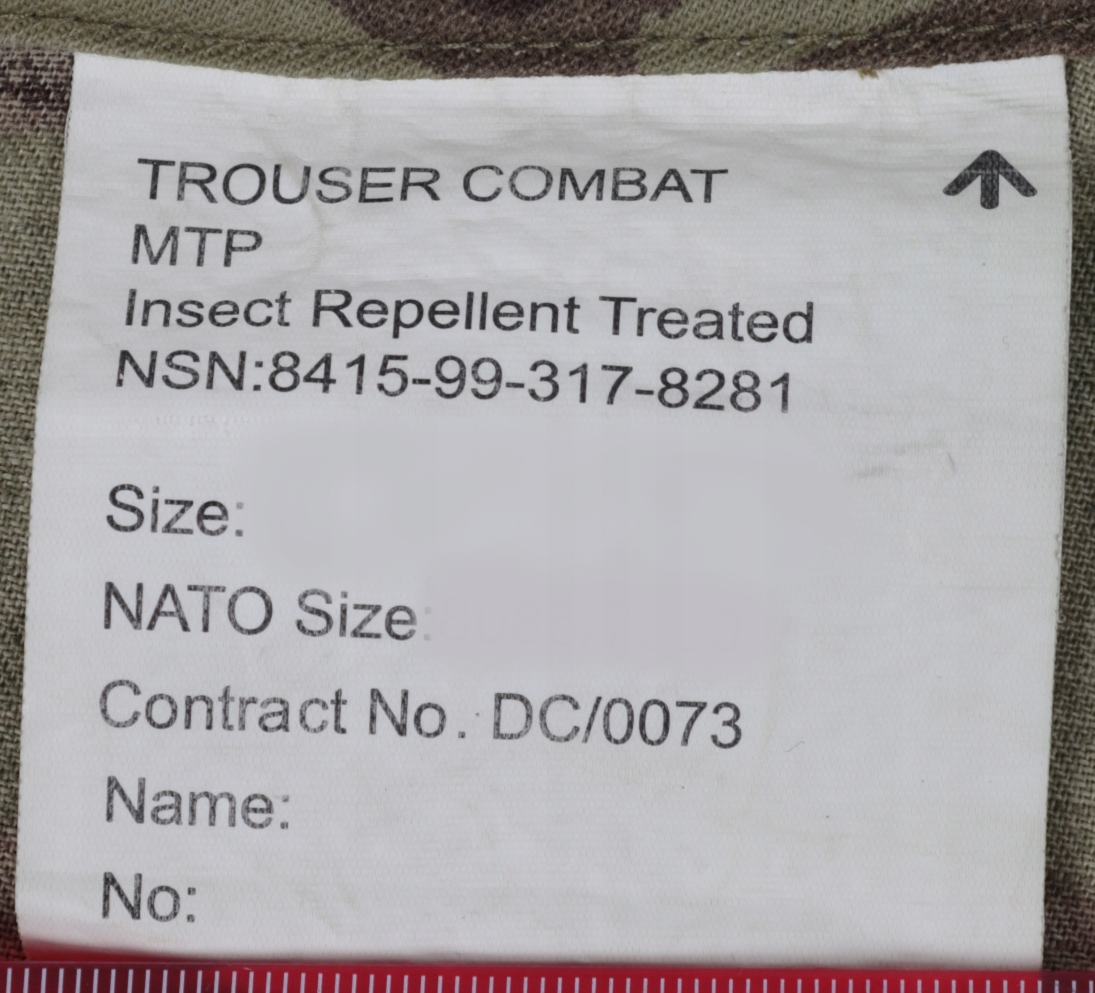 TROUSER COMBAT
MTP
Insect Repellent Treated
NSN:8415-99-317-8281
Size:
NATO Size:
Contract No. DC/0073
Name:
No: